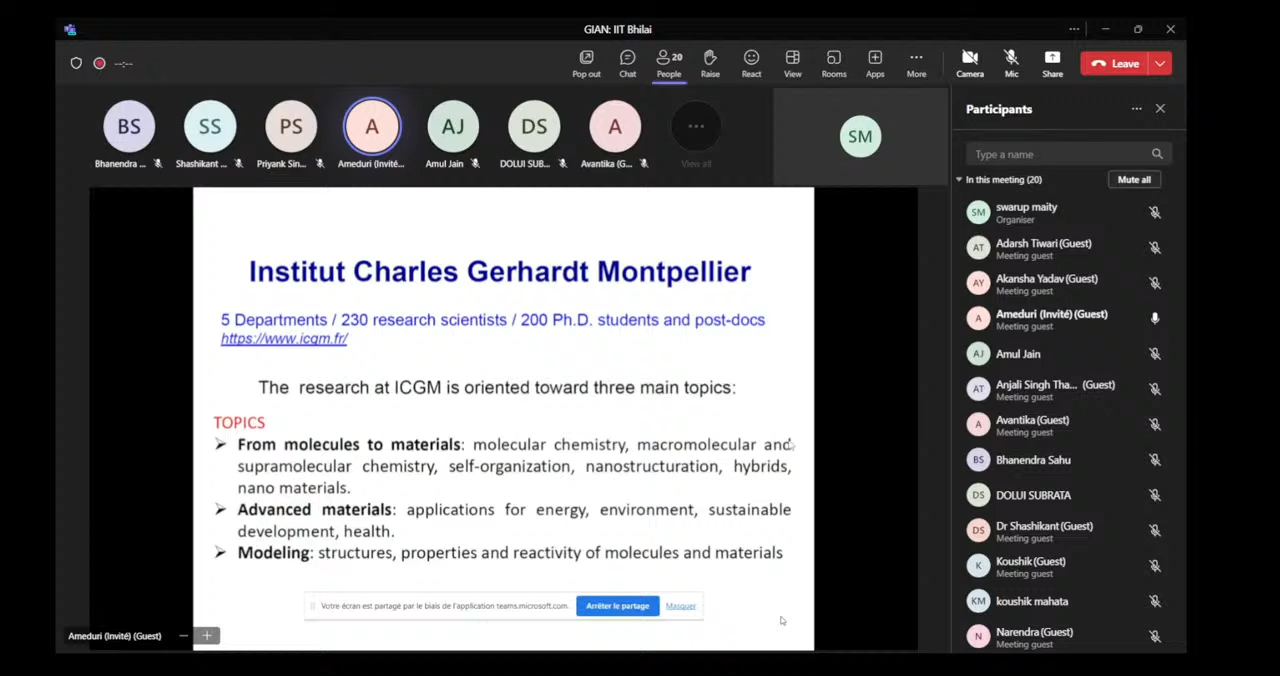 GIAN: IIT Bhilai
--:--
20
Pop out Chat People Raise React View Rooms Apps More Camera Mic Share Leave
BS SS PS A AJ DS A SM
Bhanendra ... Shashikant ... Priyank Sin... Ameduri (Invité... Amul Jain DOLUI SUB... Avantika (G... View all
Institut Charles Gerhardt Montpellier
5 Departments / 230 research scientists / 200 Ph.D. students and post-docs
https://www.icgm.fr/
The research at ICGM is oriented toward three main topics:
TOPICS
From molecules to materials: molecular chemistry, macromolecular and
supramolecular chemistry, self-organization, nanostructuration, hybrids,
nano materials.
Advanced materials: applications for energy, environment, sustainable
development, health.
Modeling: structures, properties and reactivity of molecules and materials
Votre écran est partagé par le biais de l'application teams.microsoft.com. Arrêter le partage Masquer
Ameduri (Invité) (Guest)
Participants
Type a name
In this meeting (20) Mute all
SM swarup maity
Organiser
AT Adarsh Tiwari (Guest)
Meeting guest
AY Akansha Yadav (Guest)
Meeting guest
A Ameduri (Invité) (Guest)
Meeting guest
AJ Amul Jain
AT Anjali Singh Tha... (Guest)
Meeting guest
A Avantika (Guest)
Meeting guest
BS Bhanendra Sahu
DS DOLUI SUBRATA
DS Dr Shashikant (Guest)
Meeting guest
K Koushik (Guest)
Meeting guest
KM koushik mahata
N Narendra (Guest)
Meeting guest